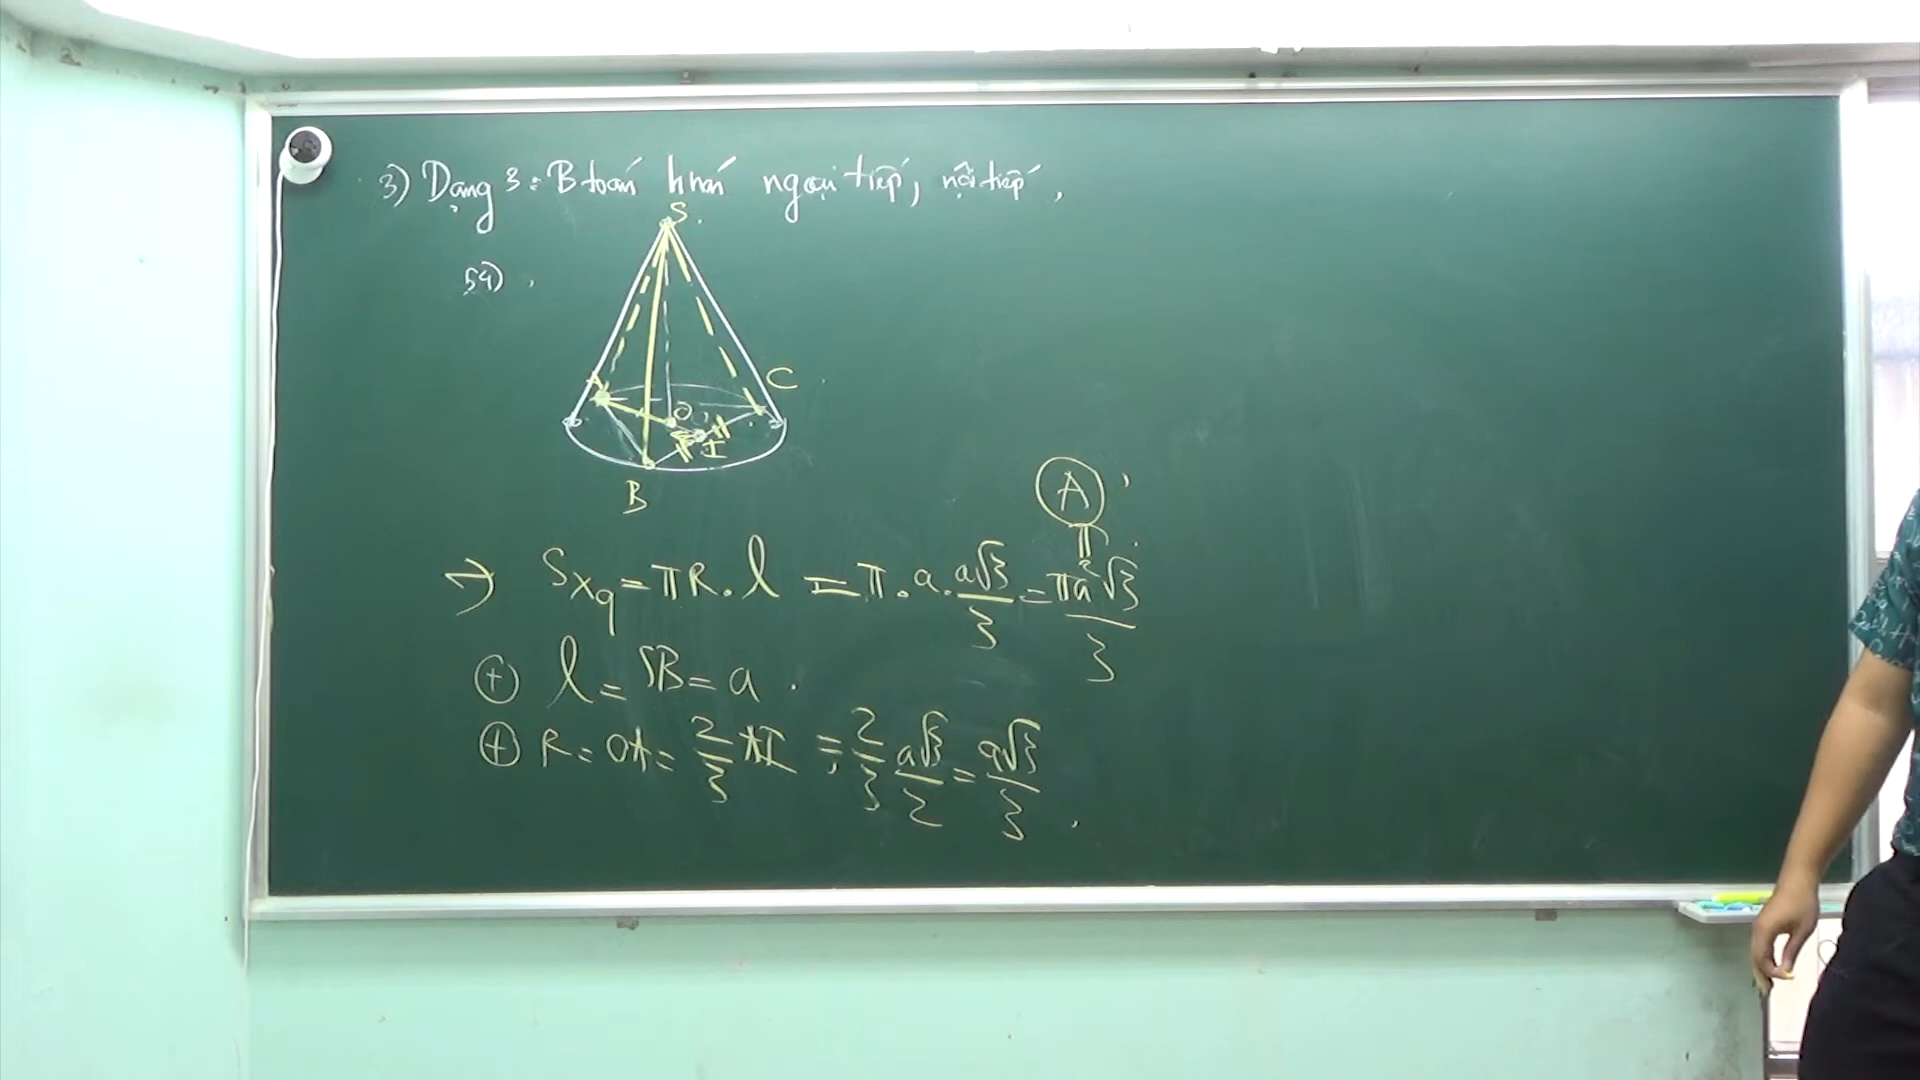 3) Dạng 3: B toán hình ngoại tiếp, nội tiếp,
S
54)
A
C
O
I
B
A
π
→ Sxq = πR.l = π.a.a√3/3 = πa²√3/3
⊕ l = SB = a.
⊕ R = OA = 2/3 AI = 2/3 a√3/2 = a√3/3.